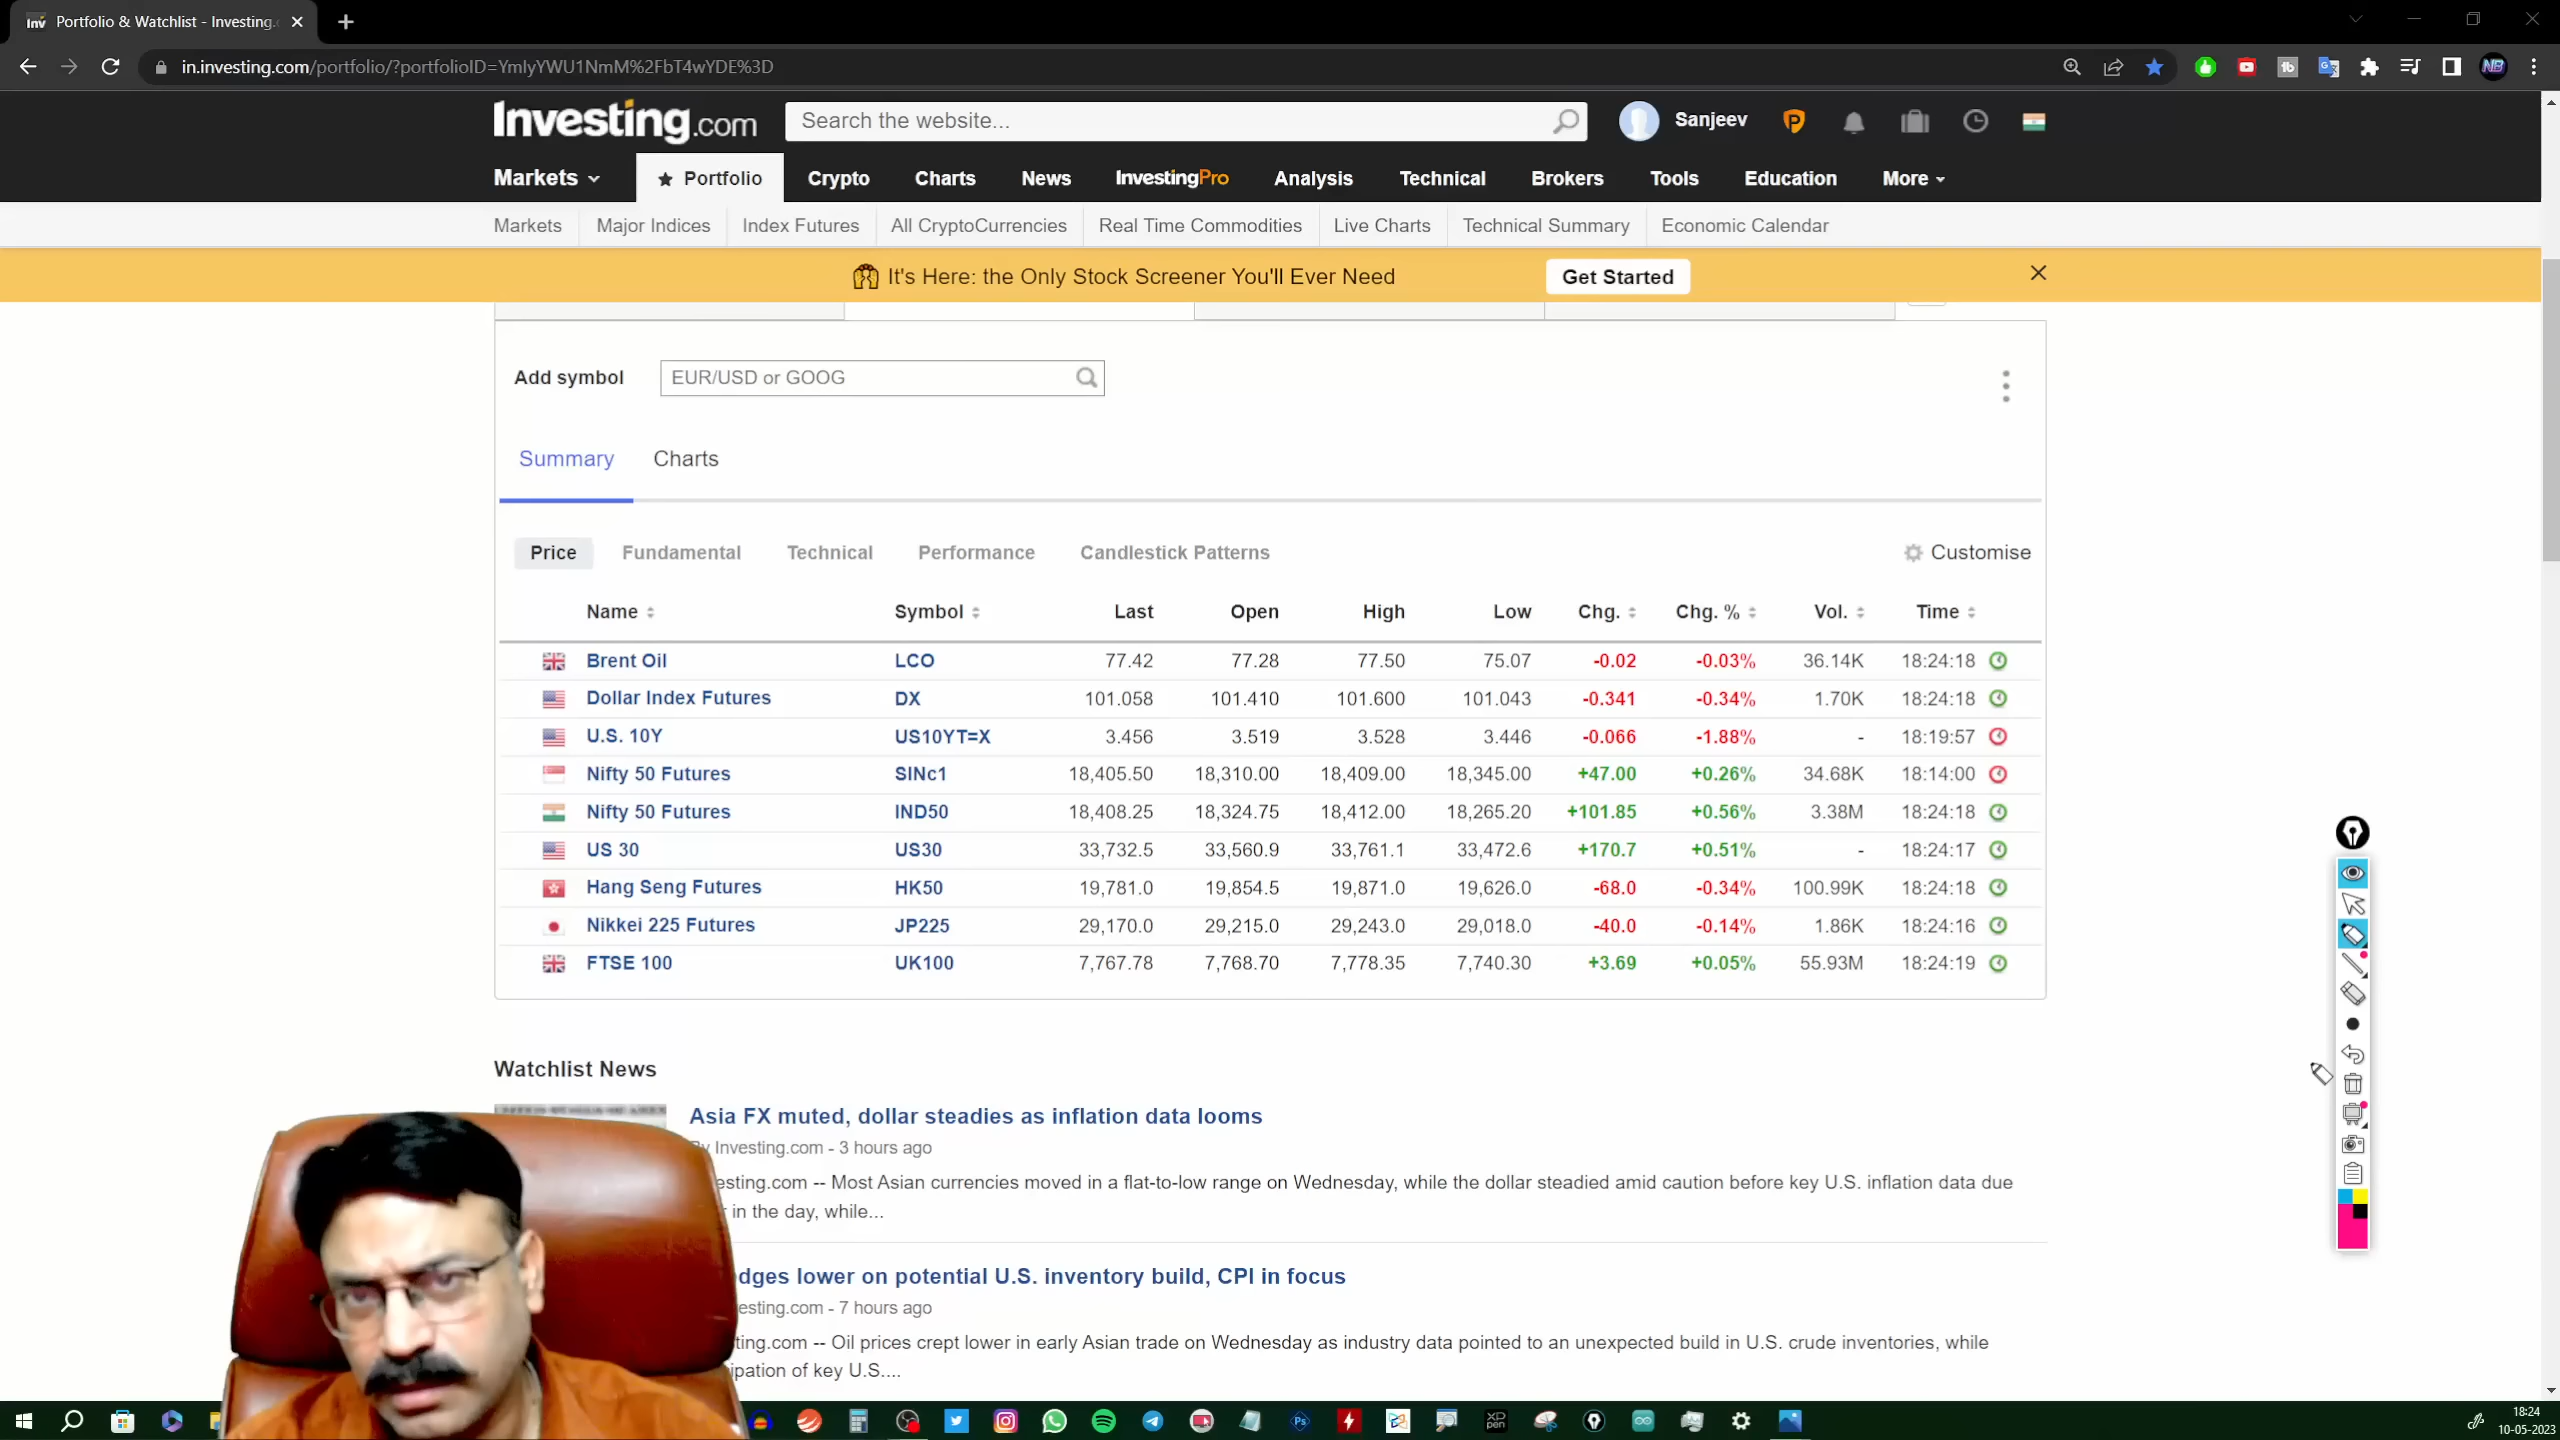 Portfolio & Watchlist - Investing.
in.investing.com/portfolio/?portfolioID=YmlyYWU1NmM%2FbT4wYDE%3D
Investing.com
Search the website...
Sanjeev
Markets
Portfolio
Crypto
Charts
News
InvestingPro
Analysis
Technical
Brokers
Tools
Education
More
Markets
Major Indices
Index Futures
All CryptoCurrencies
Real Time Commodities
Live Charts
Technical Summary
Economic Calendar
It's Here: the Only Stock Screener You'll Ever Need
Get Started
Add symbol
EUR/USD or GOOG
Summary
Charts
Price
Fundamental
Technical
Performance
Candlestick Patterns
Customise
Name Symbol Last Open High Low Chg. Chg. % Vol. Time
Brent Oil LCO 77.42 77.28 77.50 75.07 -0.02 -0.03% 36.14K 18:24:18
Dollar Index Futures DX 101.058 101.410 101.600 101.043 -0.341 -0.34% 1.70K 18:24:18
U.S. 10Y US10YT=X 3.456 3.519 3.528 3.446 -0.066 -1.88% - 18:19:57
Nifty 50 Futures SINc1 18,405.50 18,310.00 18,409.00 18,345.00 +47.00 +0.26% 34.68K 18:14:00
Nifty 50 Futures IND50 18,408.25 18,324.75 18,412.00 18,265.20 +101.85 +0.56% 3.38M 18:24:18
US 30 US30 33,732.5 33,560.9 33,761.1 33,472.6 +170.7 +0.51% - 18:24:17
Hang Seng Futures HK50 19,781.0 19,854.5 19,871.0 19,626.0 -68.0 -0.34% 100.99K 18:24:18
Nikkei 225 Futures JP225 29,170.0 29,215.0 29,243.0 29,018.0 -40.0 -0.14% 1.86K 18:24:16
FTSE 100 UK100 7,767.78 7,768.70 7,778.35 7,740.30 +3.69 +0.05% 55.93M 18:24:19
Watchlist News
Asia FX muted, dollar steadies as inflation data looms
By Investing.com - 3 hours ago
esting.com -- Most Asian currencies moved in a flat-to-low range on Wednesday, while the dollar steadied amid caution before key U.S. inflation data due
in the day, while...
dges lower on potential U.S. inventory build, CPI in focus
esting.com - 7 hours ago
ting.com -- Oil prices crept lower in early Asian trade on Wednesday as industry data pointed to an unexpected build in U.S. crude inventories, while
ipation of key U.S....
18:24
10-05-2023